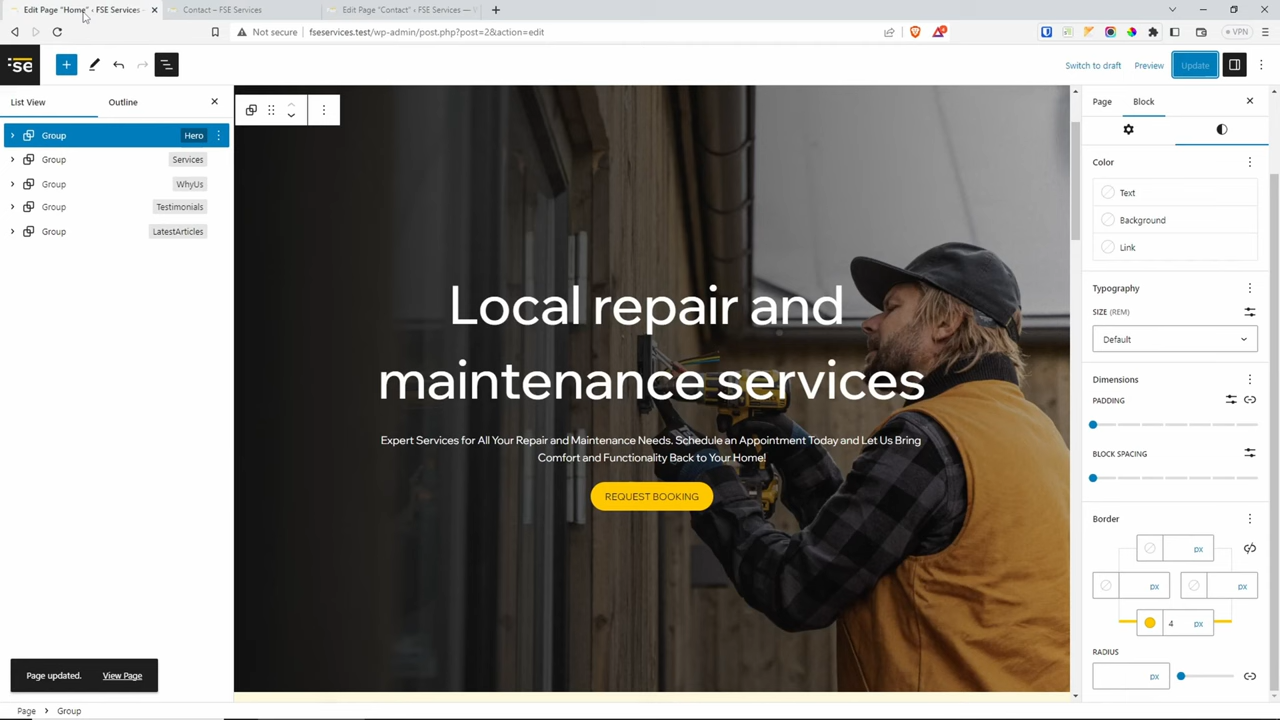 Edit Page "Home" ‹ FSE Services -
Contact – FSE Services
Edit Page "Contact" ‹ FSE Services —
Not secure
fseservices.test/wp-admin/post.php?post=2&action=edit
VPN
:se
Switch to draft
Preview
Update
List View
Outline
Group
Hero
Group
Services
Group
WhyUs
Group
Testimonials
Group
LatestArticles
Local repair and
maintenance services
Expert Services for All Your Repair and Maintenance Needs. Schedule an Appointment Today and Let Us Bring
Comfort and Functionality Back to Your Home!
REQUEST BOOKING
Page
Block
Color
Text
Background
Link
Typography
SIZE (REM)
Default
Dimensions
PADDING
BLOCK SPACING
Border
px
px
px
4 px
RADIUS
px
Page updated.
View Page
Page
Group